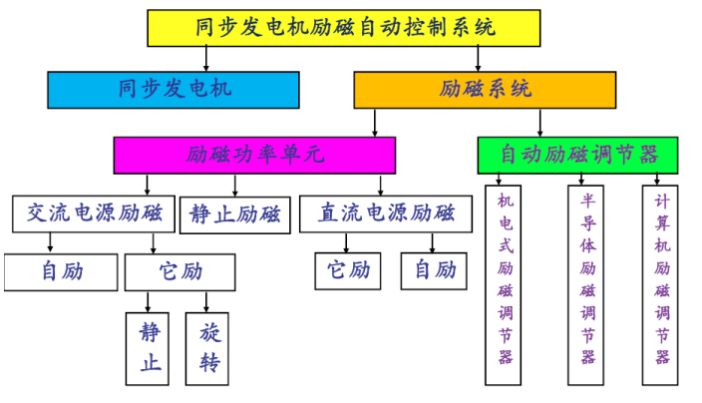 同步发电机励磁自动控制系统
同步发电机
励磁系统
励磁功率单元
自动励磁调节器
交流电源励磁
静止励磁
直流电源励磁
自励
它励
它励
自励
静止
旋转
机电式励磁调节器
半导体励磁调节器
计算机励磁调节器